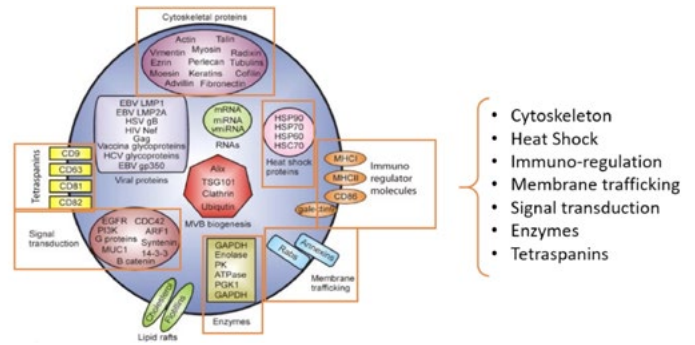 Cytoskeletal proteins
Actin Talin
Vimentin Myosin Radixin
Ezrin Perlecan Tubulins
Moesin Keratins Cofilin
Advillin Fibronectin
EBV LMP1
EBV LMP2A
HSV gB
HIV Nef
Gag
Vaccina glycoproteins
HCV glycoproteins
EBV gp350
Viral proteins
mRNA
miRNA
vmiRNA
RNAs
HSP90
HSP70
HSP60
HSC70
Heat shock
proteins
MHCI
MHCII
CD86
galectins
Immuno
regulator
molecules
Tetraspanins
CD9
CD63
CD81
CD82
Alix
TSG101
Clathrin
Ubiqutin
MVB biogenesis
Signal
transduction
EGFR CDC42
PI3K ARF1
G proteins Syntenin
MUC1 14-3-3
B catenin
GAPDH
Enolase
PK
ATPase
PGK1
GAPDH
Enzymes
Rabs
Annexins
Membrane
trafficking
Cholesterol
Flotillins
Lipid rafts
• Cytoskeleton
• Heat Shock
• Immuno-regulation
• Membrane trafficking
• Signal transduction
• Enzymes
• Tetraspanins